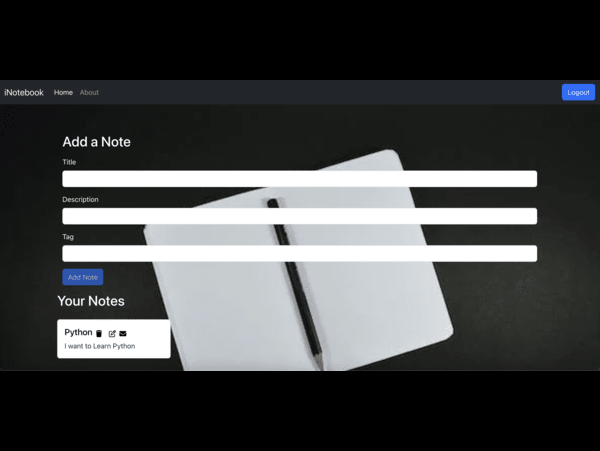 iNotebook Home About Logout
Add a Note
Title
Description
Tag
Add Note
Your Notes
Python
I want to Learn Python